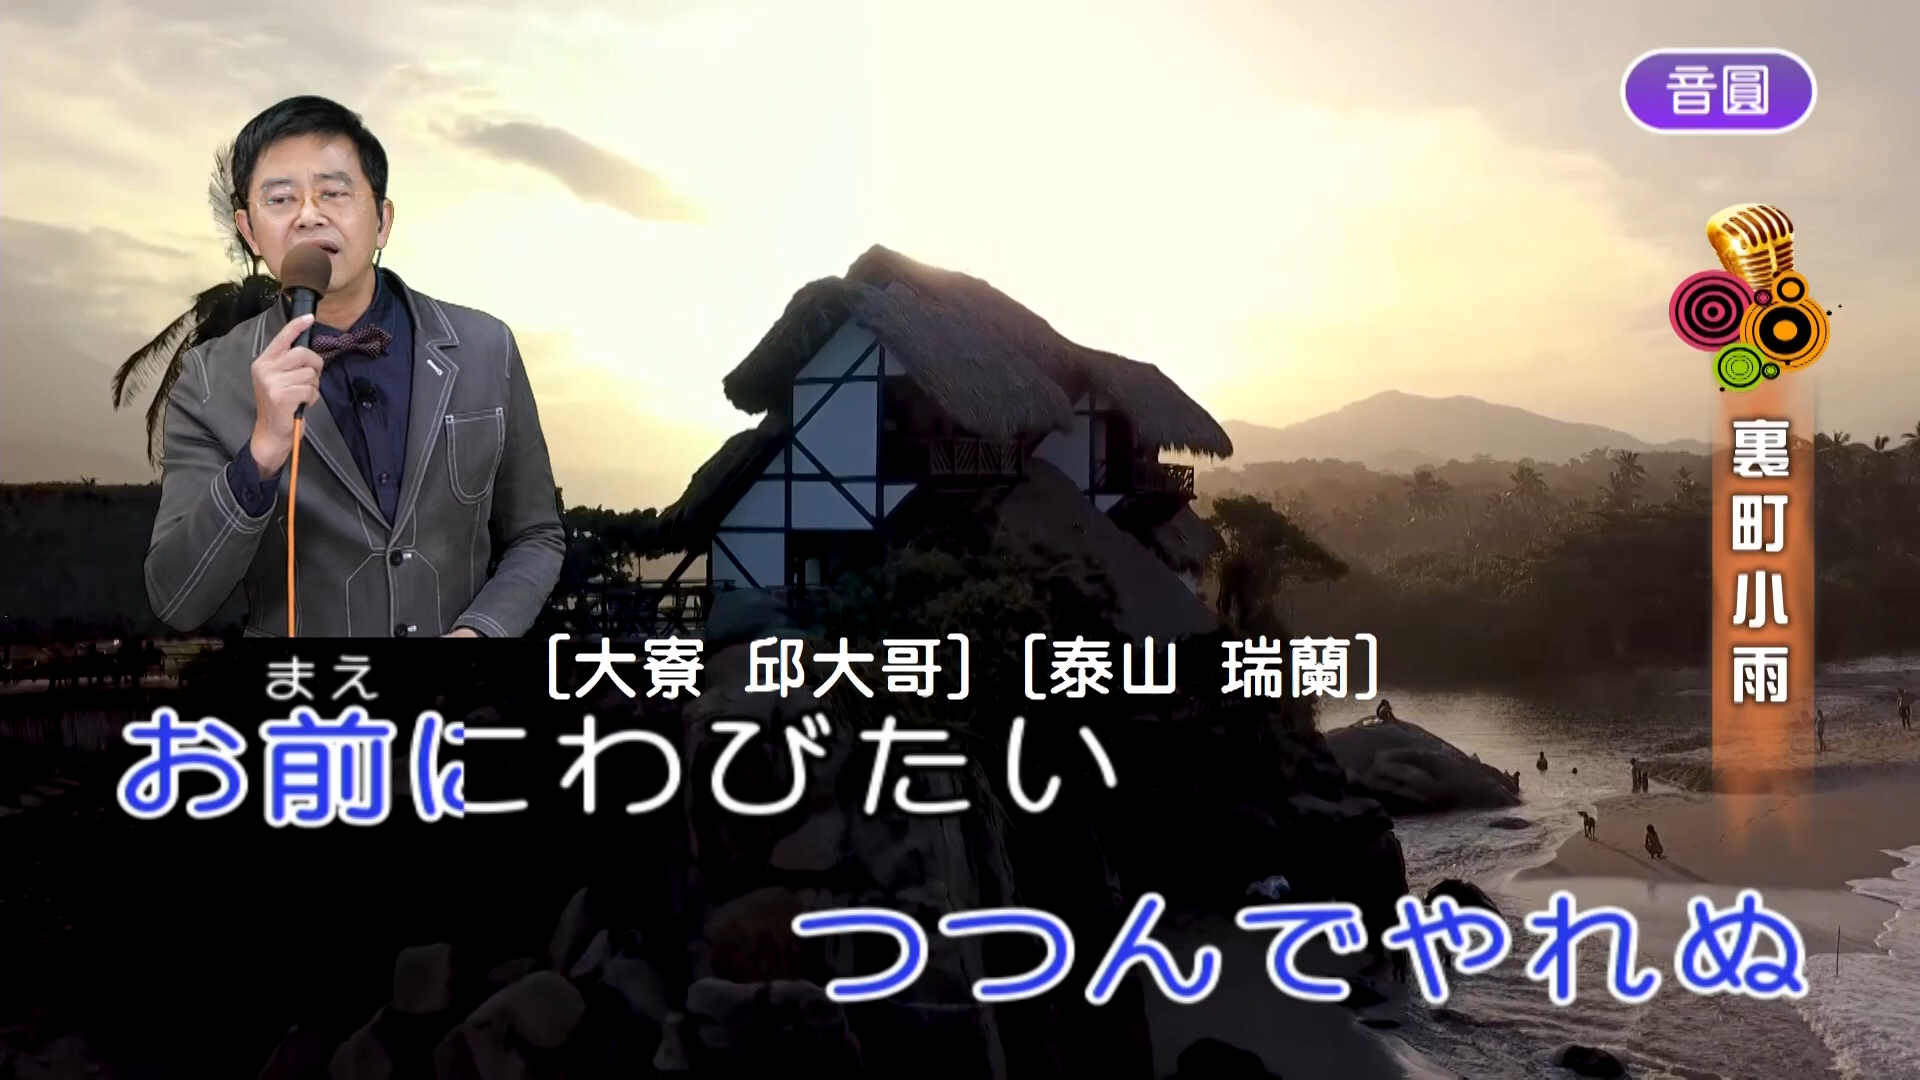 音圓
裏町小雨
[大寮 邱大哥] [泰山 瑞蘭]
まえ
お前にわびたい
つつんでやれぬ